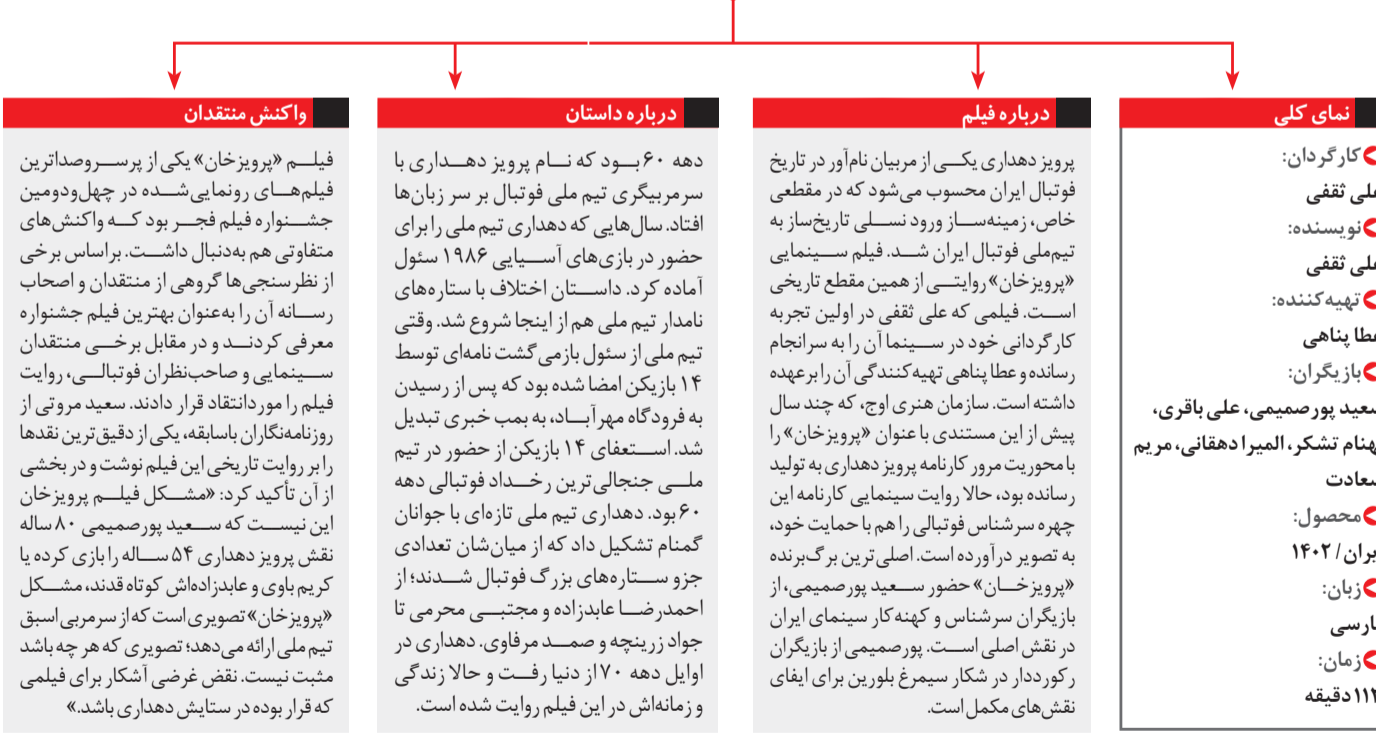 نمای کلی
کارگردان:
علی ثقفی
نویسنده:
علی ثقفی
تهیه‌کننده:
عطا پناهی
بازیگران:
سعید پورصمیمی، علی باقری،
بهنام تشکر، المیرا دهقانی، مریم
سعادت
محصول:
ایران / ۱۴۰۲
زبان:
فارسی
زمان:
دقیقه
درباره فیلم
پرویز دهداری یکی از مربیان نام‌آور در تاریخ
فوتبال ایران محسوب می‌شود که در مقطعی
خاص، زمینه‌ساز ورود نسلی تاریخ‌ساز به
تیم‌ملی فوتبال ایران شد. فیلم سینمایی
«پرویزخان» روایتی از همین مقطع تاریخی
است. فیلمی که علی ثقفی در اولین تجربه
کارگردانی خود در سینما آن را به سرانجام
رسانده و عطا پناهی تهیه‌کنندگی آن را برعهده
داشته است. سازمان هنری اوج، که چند سال
پیش از این مستندی با عنوان «پرویزخان» را
با محوریت مرور کارنامه پرویز دهداری به تولید
رسانده بود، حالا روایت سینمایی کارنامه این
چهره سرشناس فوتبالی را هم با حمایت خود،
به تصویر درآورده است. اصلی‌ترین برگ‌برنده
«پرویزخان» حضور سعید پورصمیمی، از
بازیگران سرشناس و کهنه‌کار سینمای ایران
در نقش اصلی است. پورصمیمی از بازیگران
رکورددار در شکار سیمرغ بلورین برای ایفای
نقش‌های مکمل است.
درباره داستان
دهه ۶۰ بود که نام پرویز دهداری با
سرمربیگری تیم ملی فوتبال بر سر زبان‌ها
افتاد. سال‌هایی که دهداری تیم ملی را برای
حضور در بازی‌های آسیایی ۱۹۸۶ سئول
آماده کرد. داستان اختلاف با ستاره‌های
نامدار تیم ملی هم از اینجا شروع شد. وقتی
تیم ملی از سئول بازمی‌گشت نامه‌ای توسط
۱۴ بازیکن امضا شده بود که پس از رسیدن
به فرودگاه مهرآباد، به بمب خبری تبدیل
شد. استعفای ۱۴ بازیکن از حضور در تیم
ملی جنجالی‌ترین رخداد فوتبالی دهه
۶۰ بود. دهداری تیم ملی تازه‌ای با جوانان
گمنام تشکیل داد که از میان‌شان تعدادی
جزو ستاره‌های بزرگ فوتبال شدند؛ از
احمدرضا عابدزاده و مجتبی محرمی تا
جواد زرینچه و صمد مرفاوی. دهداری در
اوایل دهه ۷۰ از دنیا رفت و حالا زندگی
و زمانه‌اش در این فیلم روایت شده است.
واکنش منتقدان
فیلم «پرویزخان» یکی از پرسروصداترین
فیلم‌های رونمایی‌شده در چهل‌ودومین
جشنواره فیلم فجر بود که واکنش‌های
متفاوتی هم به‌دنبال داشت. براساس برخی
از نظرسنجی‌ها گروهی از منتقدان و اصحاب
رسانه آن را به‌عنوان بهترین فیلم جشنواره
معرفی کردند و در مقابل برخی منتقدان
سینمایی و صاحب‌نظران فوتبالی، روایت
فیلم را موردانتقاد قرار دادند. سعید مروتی از
روزنامه‌نگاران باسابقه، یکی از دقیق‌ترین نقدها
را بر روایت تاریخی این فیلم نوشت و در بخشی
از آن تأکید کرد: «مشکل فیلم پرویزخان
این نیست که سعید پورصمیمی ۸۰ ساله
نقش پرویز دهداری ۵۴ ساله را بازی کرده یا
کریم باوی و عابدزاده‌اش کوتاه قدند، مشکل
«پرویزخان» تصویری است که از سرمربی اسبق
تیم ملی ارائه می‌دهد؛ تصویری که هر چه باشد
مثبت نیست. نقض غرضی آشکار برای فیلمی
که قرار بوده در ستایش دهداری باشد.»